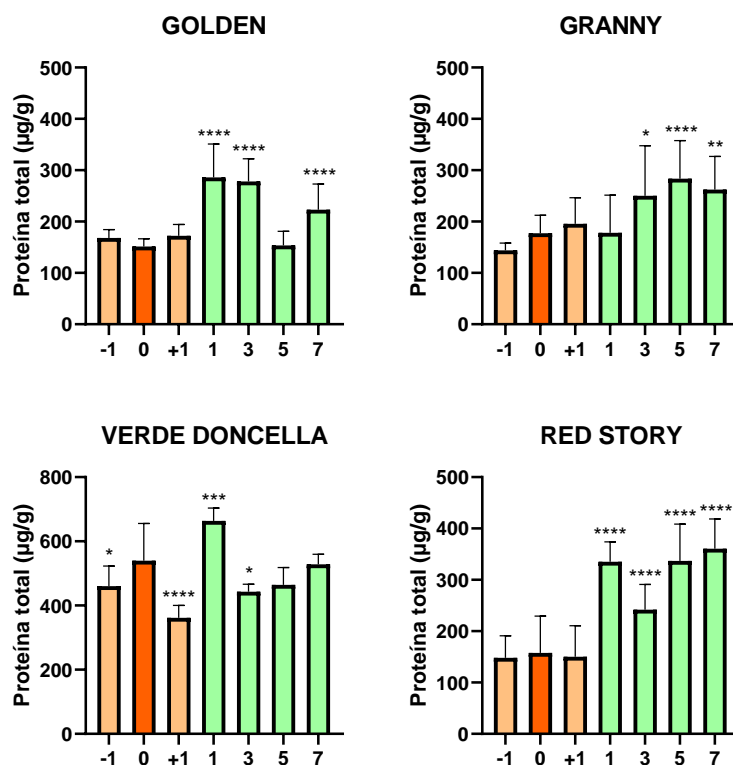 GOLDEN
Proteína total (µg/g)
500
400
300
200
100
0
**** **** ****
-1 0 +1 1 3 5 7
GRANNY
Proteína total (µg/g)
500
400
300
200
100
0
* **** **
-1 0 +1 1 3 5 7
VERDE DONCELLA
Proteína total (µg/g)
800
600
400
200
0
* **** *** *
-1 0 +1 1 3 5 7
RED STORY
Proteína total (µg/g)
500
400
300
200
100
0
**** **** **** ****
-1 0 +1 1 3 5 7